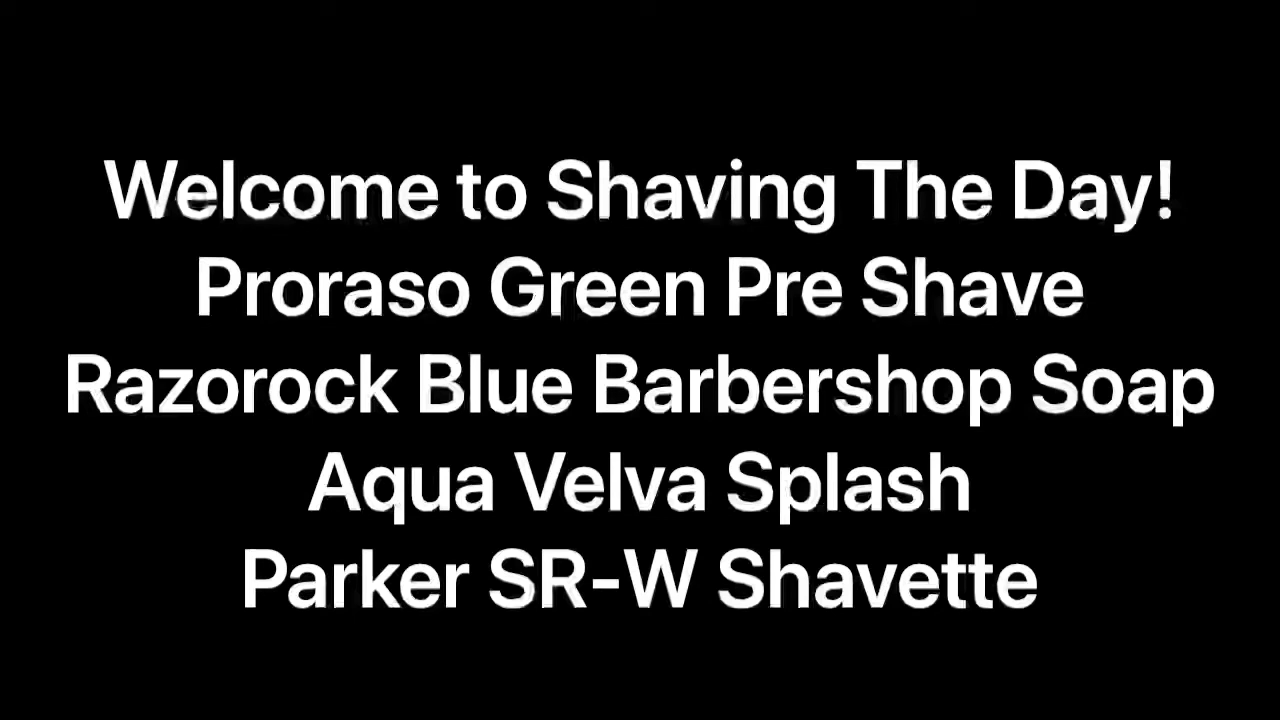 Welcome to Shaving The Day!
Proraso Green Pre Shave
Razorock Blue Barbershop Soap
Aqua Velva Splash
Parker SR-W Shavette